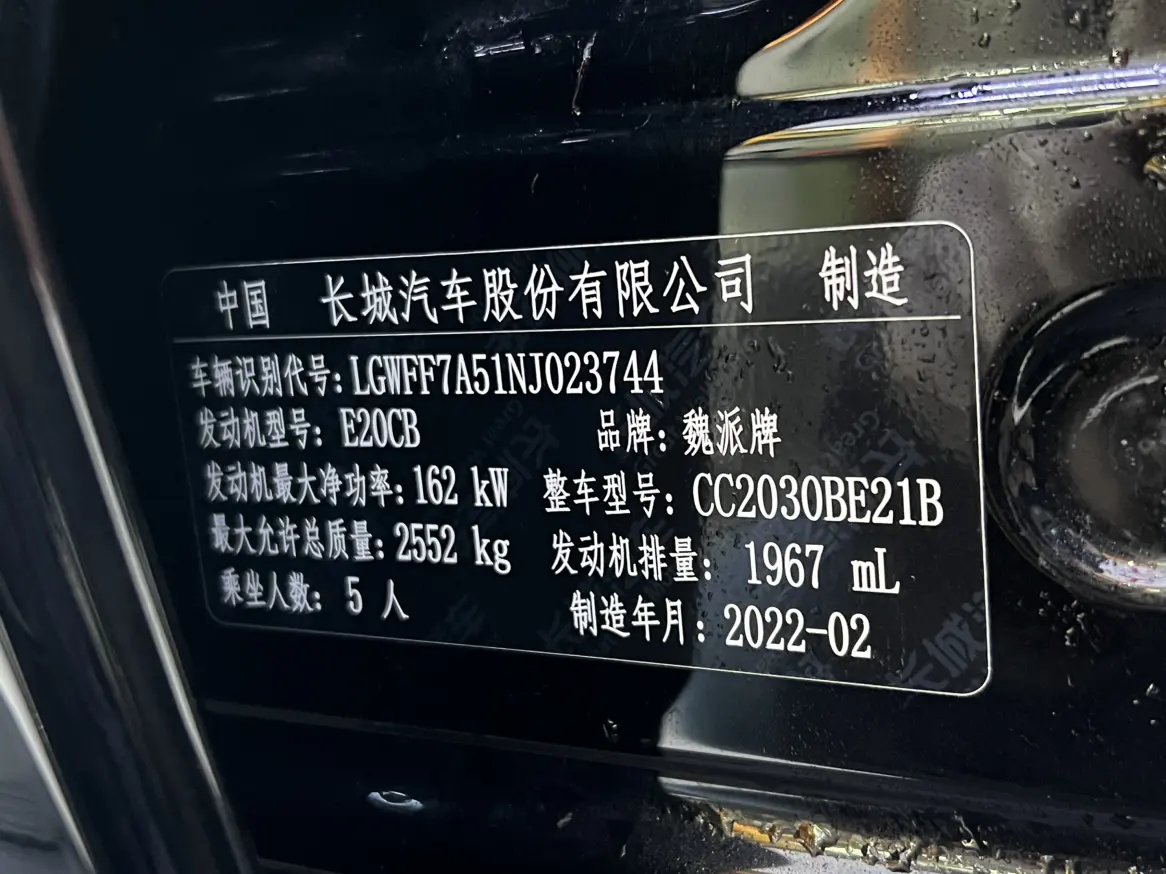 中国 长城汽车股份有限公司 制造
车辆识别代号：LGWFF7A51NJ023744
发动机型号：E20CB 品牌：魏派牌
发动机最大净功率：162 kW 整车型号：CC2030BE21B
最大允许总质量：2552 kg 发动机排量：1967 mL
乘坐人数：5 人 制造年月：2022-02